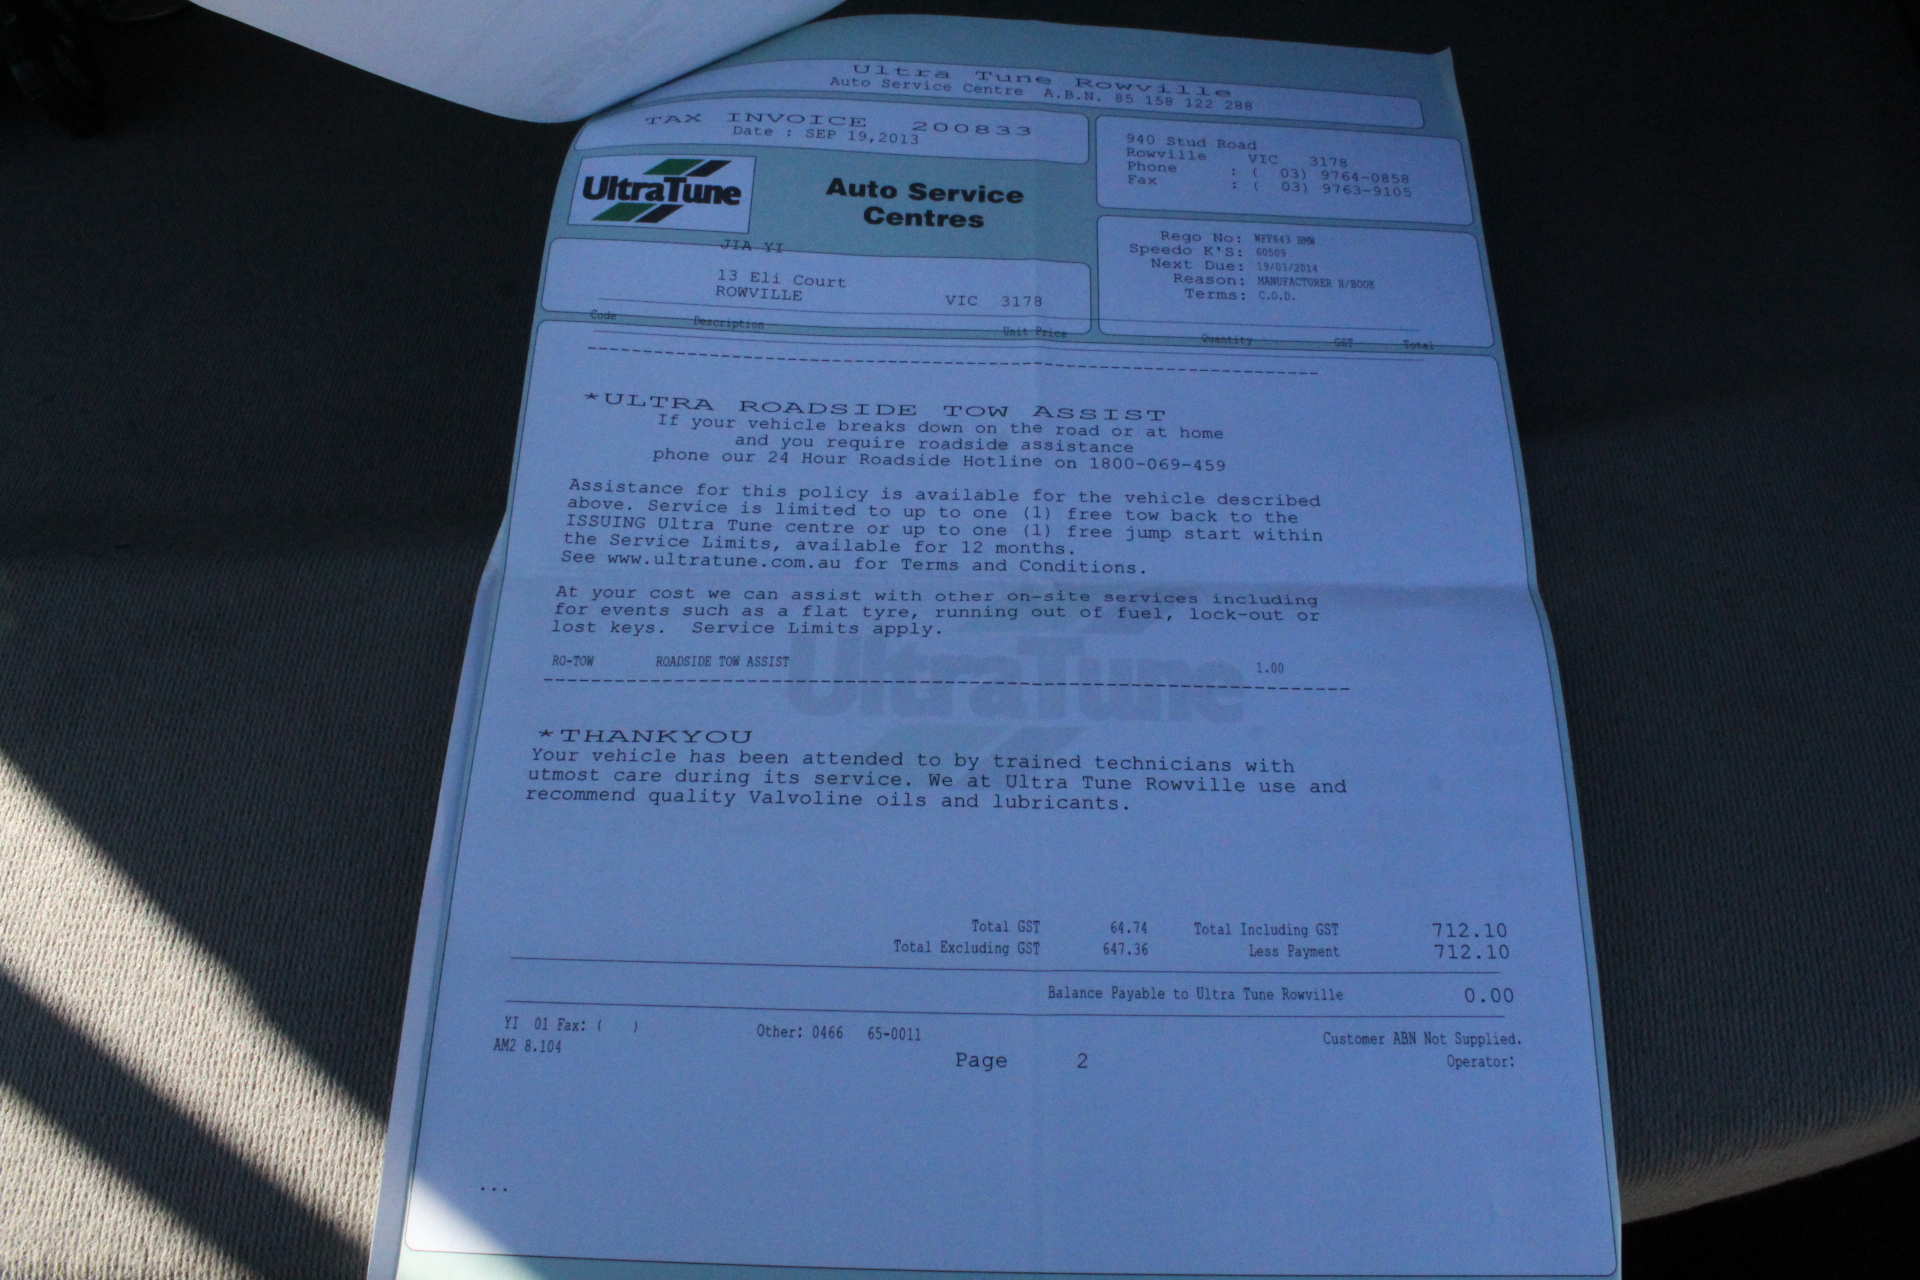 Ultra Tune Rowville
Auto Service Centre A.B.N. 85 158 122 288
TAX INVOICE 200833
Date : SEP 19,2013
940 Stud Road
Rowville VIC 3178
Phone : ( 03) 9764-0858
Fax : ( 03) 9763-9105
UltraTune
Auto Service
Centres
JIA YI
13 Eli Court
ROWVILLE VIC 3178
Rego No: WFF843 BMW
Speedo K'S: 60509
Next Due: 19/03/2014
Reason: MANUFACTURER H/BOOK
Terms: C.O.D.
Code Description Unit Price Quantity GST Total
*ULTRA ROADSIDE TOW ASSIST
If your vehicle breaks down on the road or at home
and you require roadside assistance
phone our 24 Hour Roadside Hotline on 1800-069-459
Assistance for this policy is available for the vehicle described
above. Service is limited to up to one (1) free tow back to the
ISSUING Ultra Tune centre or up to one (1) free jump start within
the Service Limits, available for 12 months.
See www.ultratune.com.au for Terms and Conditions.
At your cost we can assist with other on-site services including
for events such as a flat tyre, running out of fuel, lock-out or
lost keys. Service Limits apply.
RO-TOW ROADSIDE TOW ASSIST 1.00
UltraTune
*THANKYOU
Your vehicle has been attended to by trained technicians with
utmost care during its service. We at Ultra Tune Rowville use and
recommend quality Valvoline oils and lubricants.
Total GST 64.74 Total Including GST 712.10
Total Excluding GST 647.36 Less Payment 712.10
Balance Payable to Ultra Tune Rowville 0.00
YI 01 Fax: ( ) Other: 0466 65-0011 Customer ABN Not Supplied.
AM2 8.104 Page 2 Operator:
...